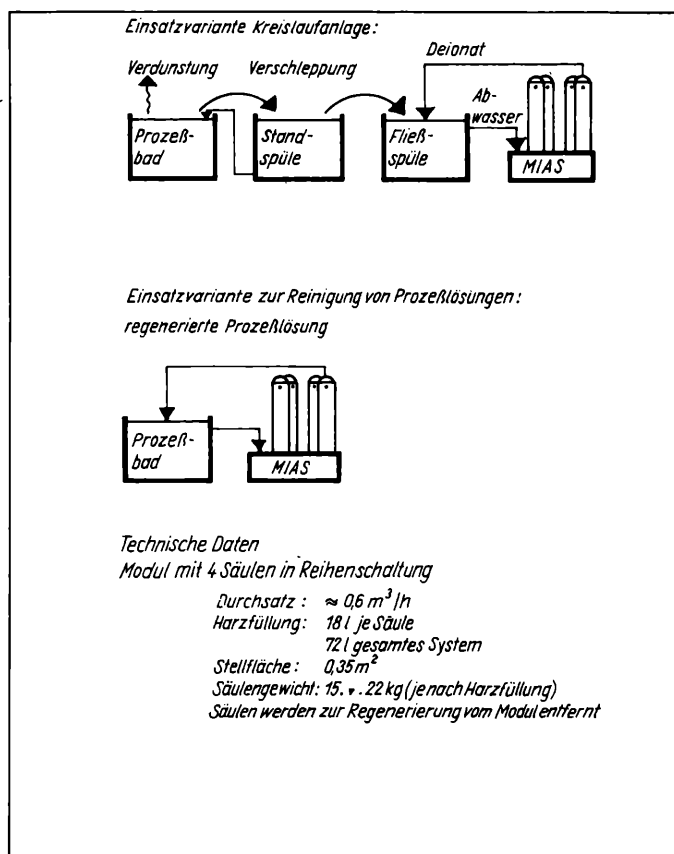 Einsatzvariante Kreislaufanlage:
Verdunstung Verschleppung Deionat
Ab-
wasser
Prozeß-
bad
Stand-
spüle
Fließ-
spüle
MIAS
Einsatzvariante zur Reinigung von Prozeßlösungen:
regenerierte Prozeßlösung
Prozeß-
bad
MIAS
Technische Daten
Modul mit 4 Säulen in Reihenschaltung
Durchsatz: ≈ 0,6 m³/h
Harzfüllung: 18 l je Säule
72 l gesamtes System
Stellfläche: 0,35 m²
Säulengewicht: 15...22 kg (je nach Harzfüllung)
Säulen werden zur Regenerierung vom Modul entfernt